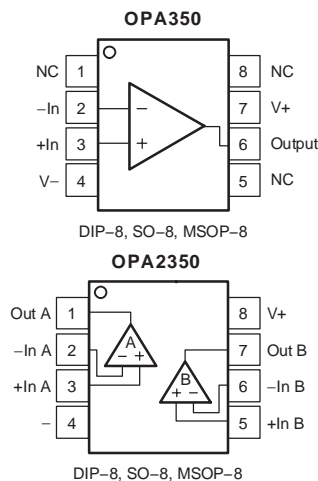 OPA350
NC 1 8 NC
−In 2 − 7 V+
+In 3 + 6 Output
V− 4 5 NC
DIP−8, SO−8, MSOP−8
OPA2350
Out A 1 8 V+
−In A 2 A − + 7 Out B
+In A 3 B 6 −In B
− 4 + − 5 +In B
DIP−8, SO−8, MSOP−8